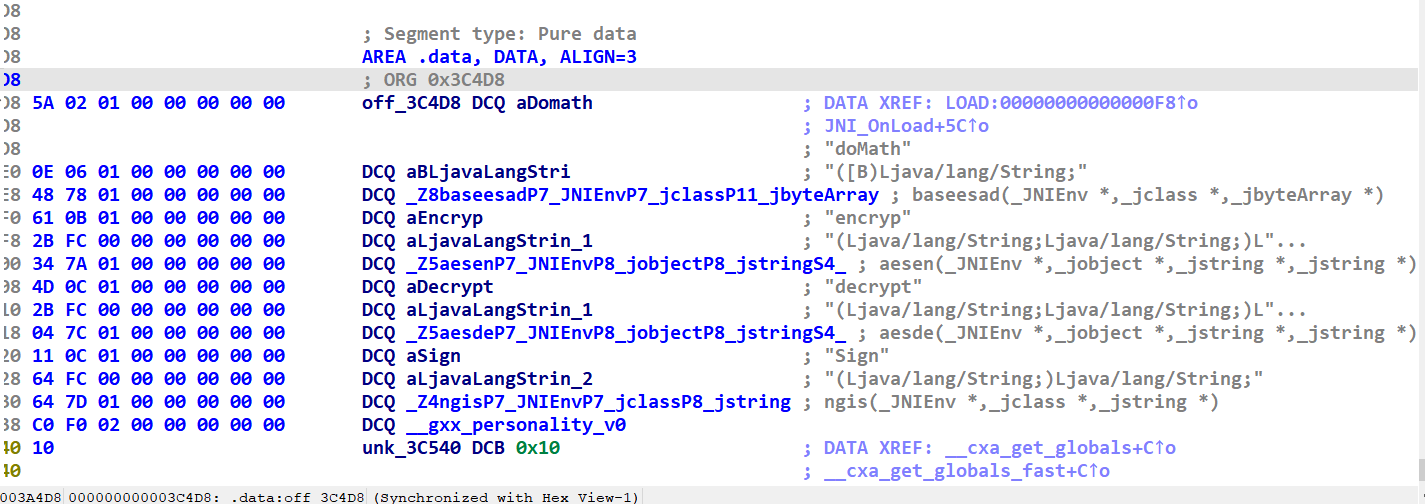 D8
D8 ; Segment type: Pure data
D8 AREA .data, DATA, ALIGN=3
D8 ; ORG 0x3C4D8
D8 5A 02 01 00 00 00 00 00 off_3C4D8 DCQ aDomath ; DATA XREF: LOAD:00000000000000F8↑o
D8 ; JNI_OnLoad+5C↑o
D8 ; "doMath"
E0 0E 06 01 00 00 00 00 00 DCQ aBLjavaLangStri ; "([B)Ljava/lang/String;"
E8 48 78 01 00 00 00 00 00 DCQ _Z8baseesadP7_JNIEnvP7_jclassP11_jbyteArray ; baseesad(_JNIEnv *,_jclass *,_jbyteArray *)
F0 61 0B 01 00 00 00 00 00 DCQ aEncryp ; "encryp"
F8 2B FC 00 00 00 00 00 00 DCQ aLjavaLangStrin_1 ; "(Ljava/lang/String;Ljava/lang/String;)L"...
00 34 7A 01 00 00 00 00 00 DCQ _Z5aesenP7_JNIEnvP8_jobjectP8_jstringS4_ ; aesen(_JNIEnv *,_jobject *,_jstring *,_jstring *)
08 4D 0C 01 00 00 00 00 00 DCQ aDecrypt ; "decrypt"
10 2B FC 00 00 00 00 00 00 DCQ aLjavaLangStrin_1 ; "(Ljava/lang/String;Ljava/lang/String;)L"...
18 04 7C 01 00 00 00 00 00 DCQ _Z5aesdeP7_JNIEnvP8_jobjectP8_jstringS4_ ; aesde(_JNIEnv *,_jobject *,_jstring *,_jstring *)
20 11 0C 01 00 00 00 00 00 DCQ aSign ; "Sign"
28 64 FC 00 00 00 00 00 00 DCQ aLjavaLangStrin_2 ; "(Ljava/lang/String;)Ljava/lang/String;"
30 64 7D 01 00 00 00 00 00 DCQ _Z4ngisP7_JNIEnvP7_jclassP8_jstring ; ngis(_JNIEnv *,_jclass *,_jstring *)
38 C0 F0 02 00 00 00 00 00 DCQ __gxx_personality_v0
40 10 unk_3C540 DCB 0x10 ; DATA XREF: __cxa_get_globals+C↑o
40 ; __cxa_get_globals_fast+C↑o
003A4D8 000000000003C4D8: .data:off_3C4D8 (Synchronized with Hex View-1)